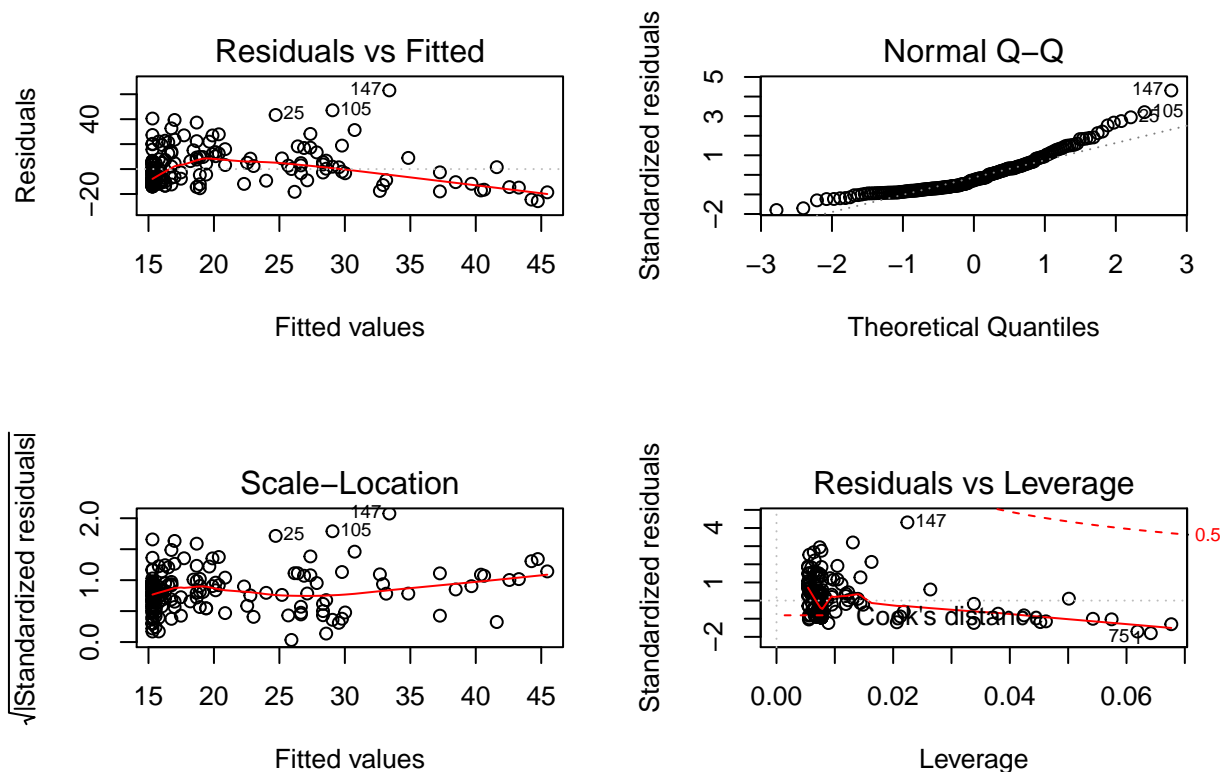 Residuals vs Fitted
Residuals
40
−20
147
25
105
15 20 25 30 35 40 45
Fitted values
Normal Q−Q
Standardized residuals
5
3
1
−2
147
105
25
−3 −2 −1 0 1 2 3
Theoretical Quantiles
Scale−Location
√|Standardized residuals|
2.0
1.0
0.0
147
25
105
15 20 25 30 35 40 45
Fitted values
Residuals vs Leverage
Standardized residuals
4
1
−2
147
0.5
Cook's distance
75
0.00 0.02 0.04 0.06
Leverage